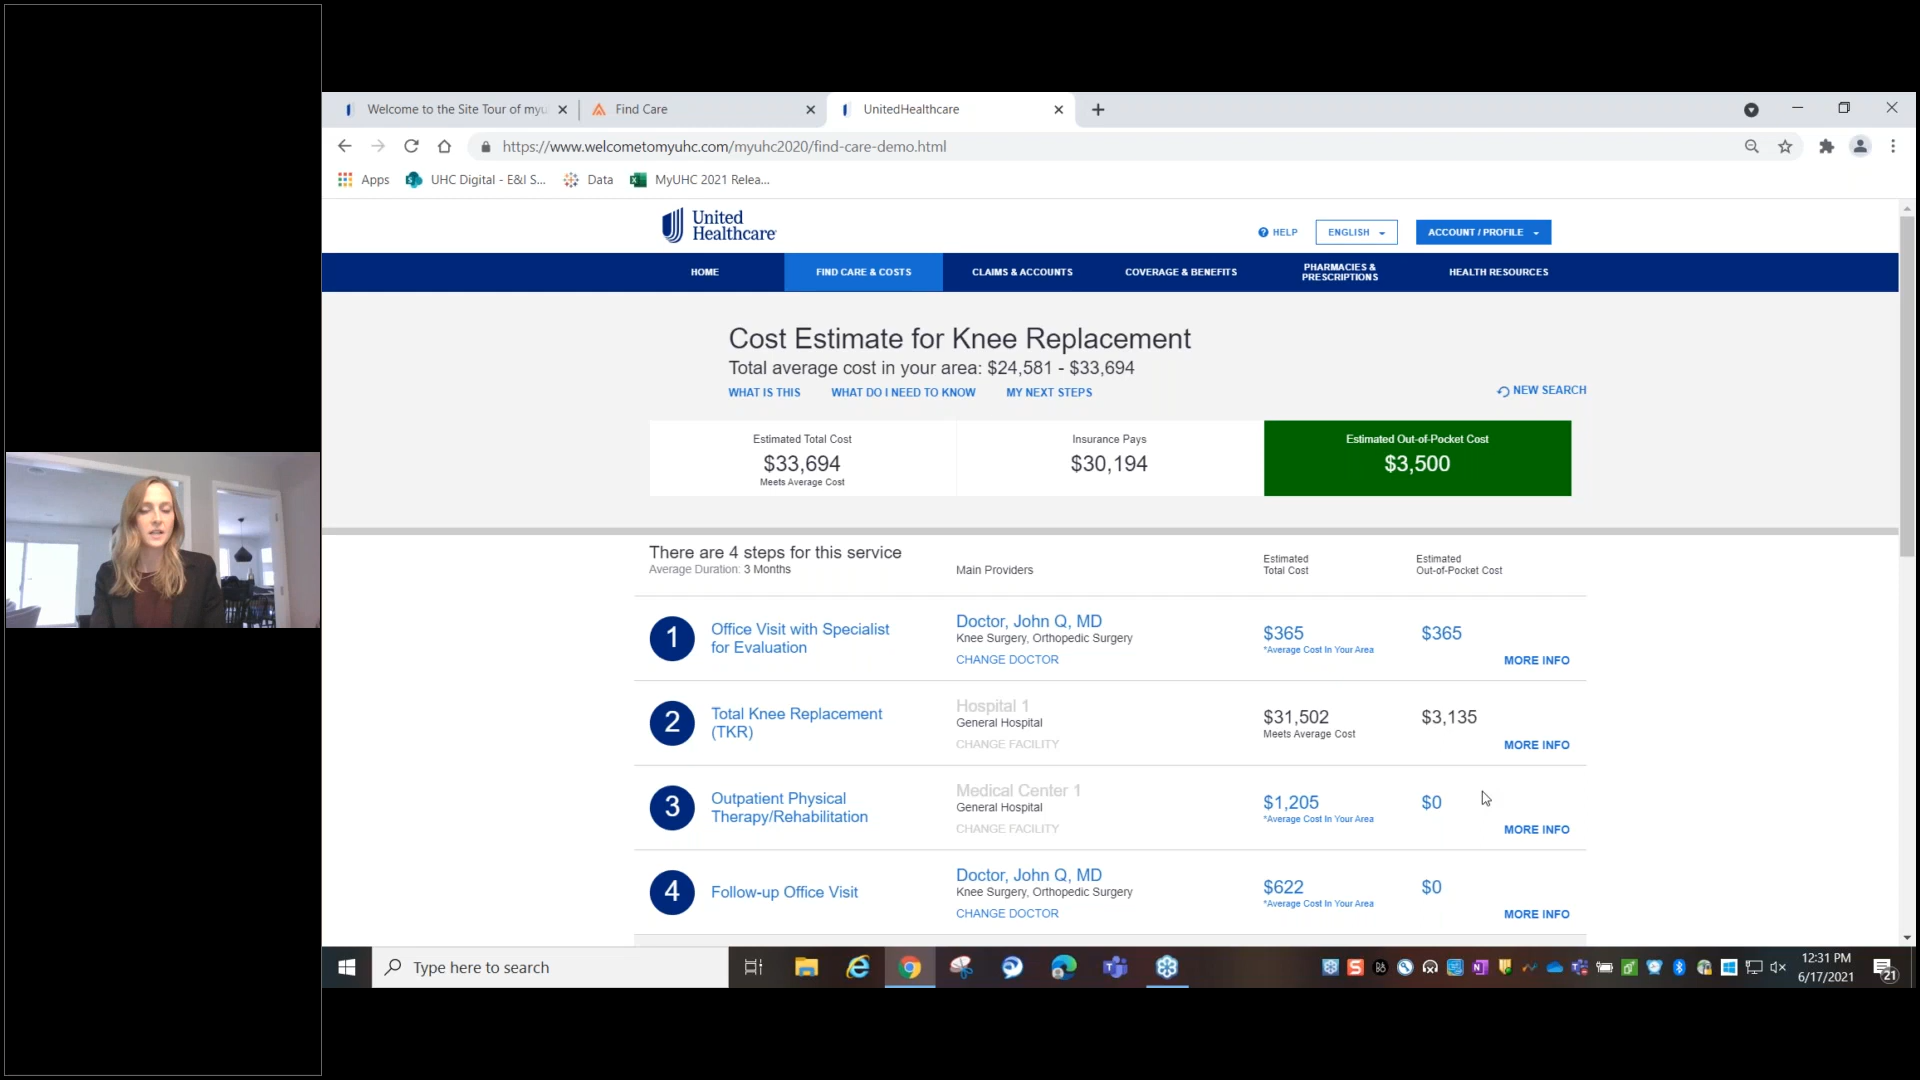 Welcome to the Site Tour of myu
Find Care
UnitedHealthcare
https://www.welcometomyuhc.com/myuhc2020/find-care-demo.html
Apps
UHC Digital - E&I S...
Data
MyUHC 2021 Relea...
United
Healthcare
HELP
ENGLISH
ACCOUNT / PROFILE
HOME
FIND CARE & COSTS
CLAIMS & ACCOUNTS
COVERAGE & BENEFITS
PHARMACIES &
PRESCRIPTIONS
HEALTH RESOURCES
Cost Estimate for Knee Replacement
Total average cost in your area: $24,581 - $33,694
WHAT IS THIS
WHAT DO I NEED TO KNOW
MY NEXT STEPS
NEW SEARCH
Estimated Total Cost
$33,694
Meets Average Cost
Insurance Pays
$30,194
Estimated Out-of-Pocket Cost
$3,500
There are 4 steps for this service
Average Duration: 3 Months
Main Providers
Estimated
Total Cost
Estimated
Out-of-Pocket Cost
1
Office Visit with Specialist
for Evaluation
Doctor, John Q, MD
Knee Surgery, Orthopedic Surgery
CHANGE DOCTOR
$365
*Average Cost In Your Area
$365
MORE INFO
2
Total Knee Replacement
(TKR)
Hospital 1
General Hospital
CHANGE FACILITY
$31,502
Meets Average Cost
$3,135
MORE INFO
3
Outpatient Physical
Therapy/Rehabilitation
Medical Center 1
General Hospital
CHANGE FACILITY
$1,205
*Average Cost In Your Area
$0
MORE INFO
4
Follow-up Office Visit
Doctor, John Q, MD
Knee Surgery, Orthopedic Surgery
CHANGE DOCTOR
$622
*Average Cost In Your Area
$0
MORE INFO
Type here to search
12:31 PM
6/17/2021
21